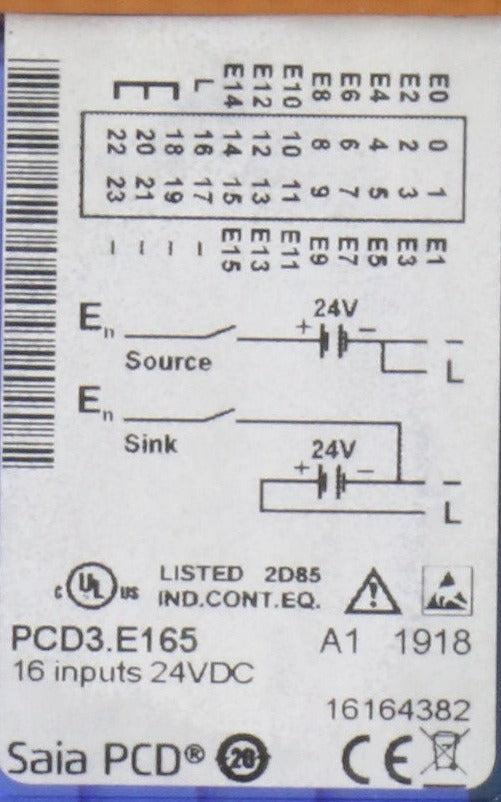 E0 E2 E4 E6 E8 E10 E12 E14 L
0 2 4 6 8 10 12 14 16 18 20 22
1 3 5 7 9 11 13 15 17 19 21 23
E1 E3 E5 E7 E9 E11 E13 E15 – – – –
24V
En + – –
Source L
En
Sink 24V
+ – –
L
C UL US LISTED 2D85
IND.CONT.EQ.
PCD3.E165 A1 1918
16 inputs 24VDC
16164382
Saia PCD® 20 CE